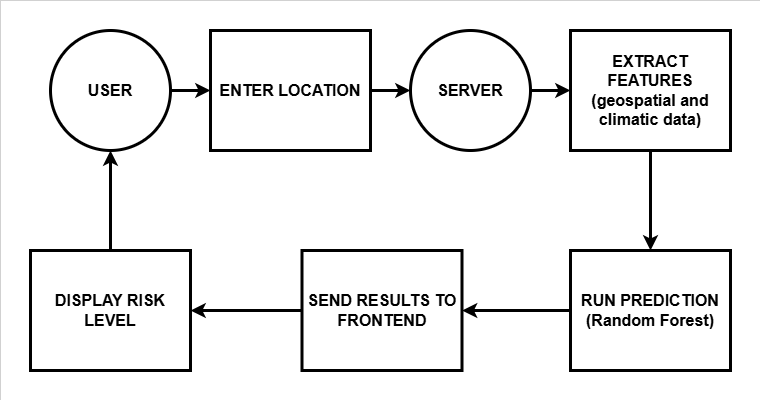 USER
ENTER LOCATION
SERVER
EXTRACT
FEATURES
(geospatial and
climatic data)
DISPLAY RISK
LEVEL
SEND RESULTS TO
FRONTEND
RUN PREDICTION
(Random Forest)